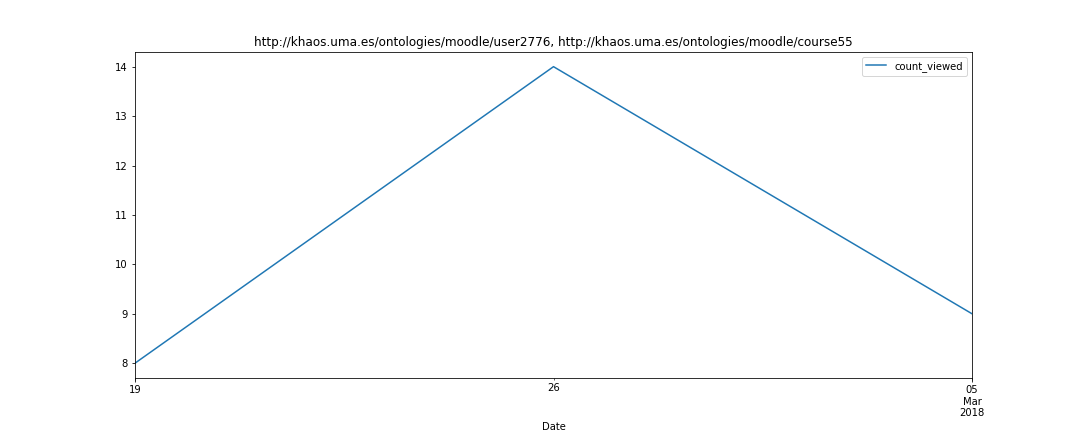 http://khaos.uma.es/ontologies/moodle/user2776, http://khaos.uma.es/ontologies/moodle/course55
count_viewed
14
13
12
11
10
9
8
19
26
05
Mar
2018
Date